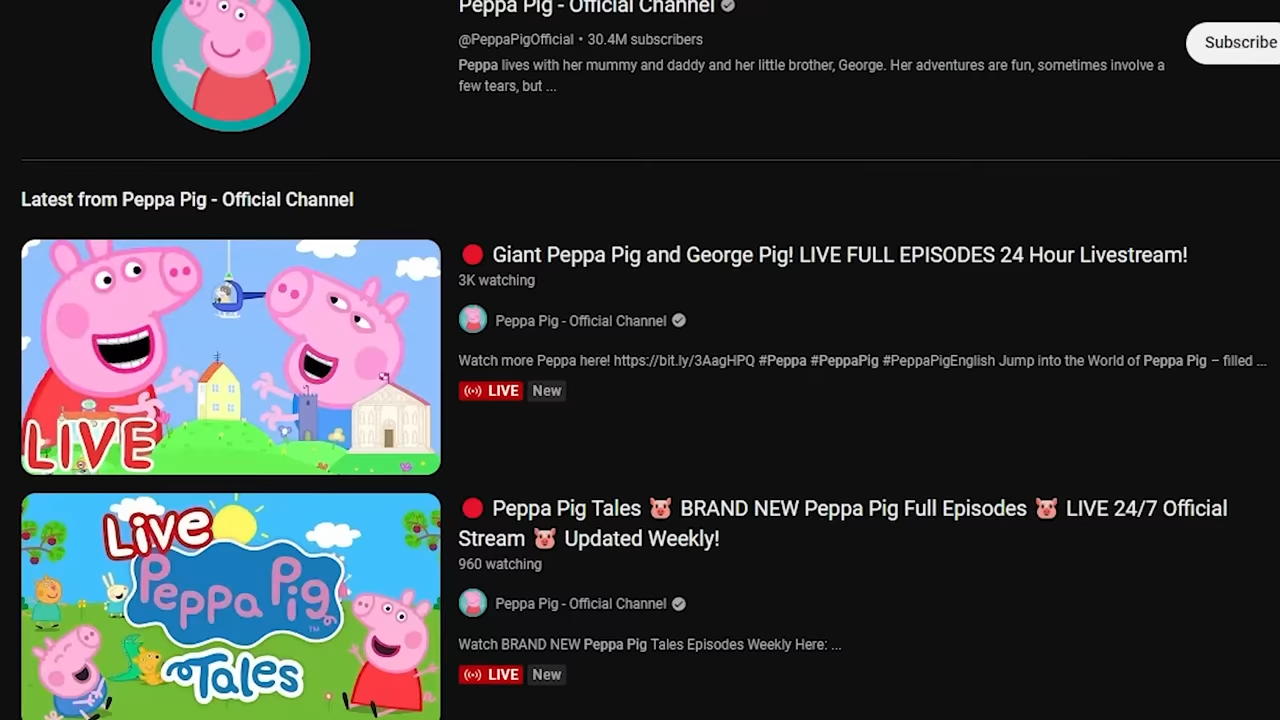 Peppa Pig - Official Channel
@PeppaPigOfficial • 30.4M subscribers
Subscribe
Peppa lives with her mummy and daddy and her little brother, George. Her adventures are fun, sometimes involve a
few tears, but ...
Latest from Peppa Pig - Official Channel
LIVE
🔴 Giant Peppa Pig and George Pig! LIVE FULL EPISODES 24 Hour Livestream!
3K watching
Peppa Pig - Official Channel
Watch more Peppa here! https://bit.ly/3AagHPQ #Peppa #PeppaPig #PeppaPigEnglish Jump into the World of Peppa Pig – filled ...
LIVE New
Live
Peppa Pig
TM
Tales
🔴 Peppa Pig Tales 🐷 BRAND NEW Peppa Pig Full Episodes 🐷 LIVE 24/7 Official
Stream 🐷 Updated Weekly!
960 watching
Peppa Pig - Official Channel
Watch BRAND NEW Peppa Pig Tales Episodes Weekly Here: ...
LIVE New